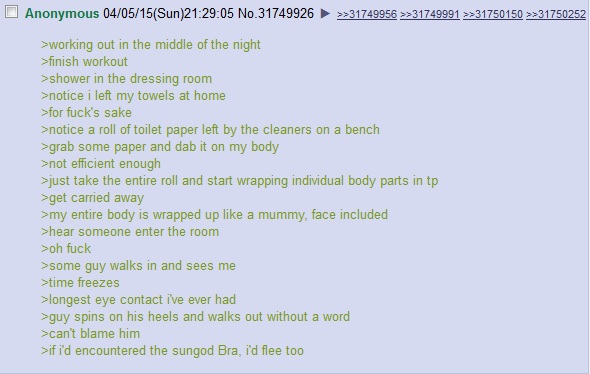 Anonymous 04/05/15(Sun)21:29:05 No.31749926 ▶ >>31749956 >>31749991 >>31750150 >>31750252
>working out in the middle of the night
>finish workout
>shower in the dressing room
>notice i left my towels at home
>for fuck's sake
>notice a roll of toilet paper left by the cleaners on a bench
>grab some paper and dab it on my body
>not efficient enough
>just take the entire roll and start wrapping individual body parts in tp
>get carried away
>my entire body is wrapped up like a mummy, face included
>hear someone enter the room
>oh fuck
>some guy walks in and sees me
>time freezes
>longest eye contact i've ever had
>guy spins on his heels and walks out without a word
>can't blame him
>if i'd encountered the sungod Bra, i'd flee too